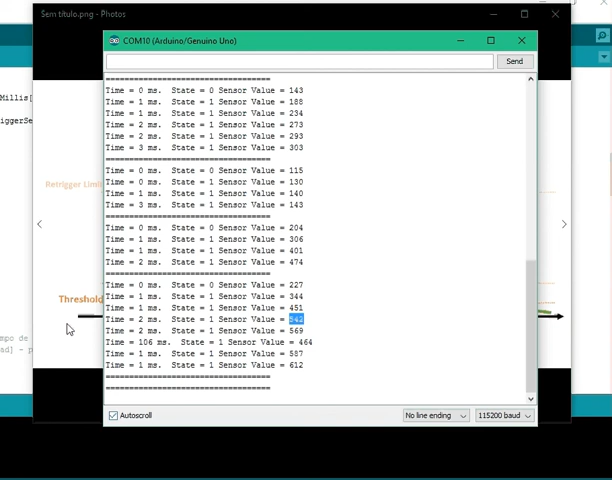 Sem título.png - Photos
COM10 (Arduino/Genuino Uno)
Send
===================================
Time = 0 ms.  State = 0 Sensor Value = 143
Time = 1 ms.  State = 1 Sensor Value = 188
Time = 1 ms.  State = 1 Sensor Value = 234
Time = 2 ms.  State = 1 Sensor Value = 273
Time = 2 ms.  State = 1 Sensor Value = 293
Time = 3 ms.  State = 1 Sensor Value = 303
===================================
Time = 0 ms.  State = 0 Sensor Value = 115
Time = 1 ms.  State = 1 Sensor Value = 130
Time = 1 ms.  State = 1 Sensor Value = 140
Time = 3 ms.  State = 1 Sensor Value = 143
===================================
Time = 0 ms.  State = 0 Sensor Value = 204
Time = 1 ms.  State = 1 Sensor Value = 306
Time = 1 ms.  State = 1 Sensor Value = 401
Time = 2 ms.  State = 1 Sensor Value = 474
===================================
Time = 0 ms.  State = 0 Sensor Value = 227
Time = 1 ms.  State = 1 Sensor Value = 344
Time = 1 ms.  State = 1 Sensor Value = 451
Time = 2 ms.  State = 1 Sensor Value = 542
Time = 2 ms.  State = 1 Sensor Value = 569
Time = 106 ms.  State = 1 Sensor Value = 464
Time = 1 ms.  State = 1 Sensor Value = 587
Time = 1 ms.  State = 1 Sensor Value = 612
===================================
===================================
Autoscroll
No line ending
115200 baud
Millis[
iggerSe
Retrigger Limi
Threshold
mpo de
ad] - p